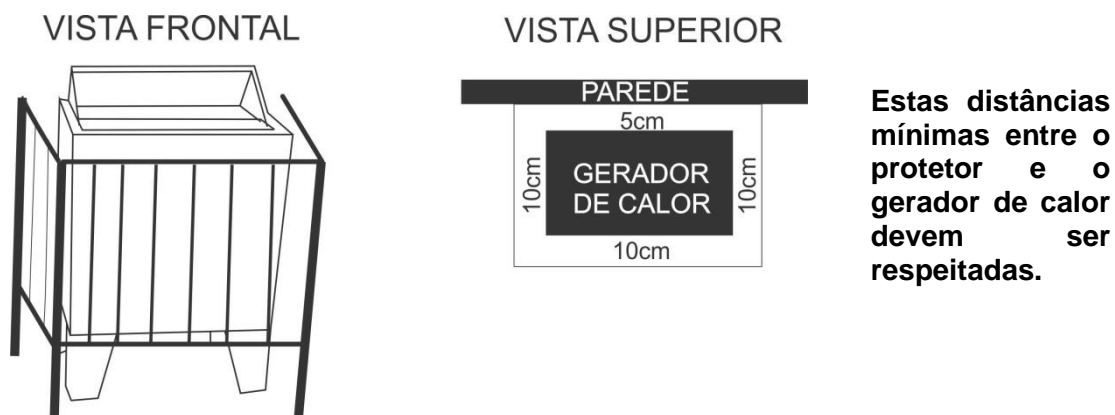 VISTA FRONTAL
VISTA SUPERIOR
PAREDE
5cm
10cm
GERADOR
DE CALOR
10cm
10cm
Estas distâncias
mínimas entre o
protetor e o
gerador de calor
devem ser
respeitadas.